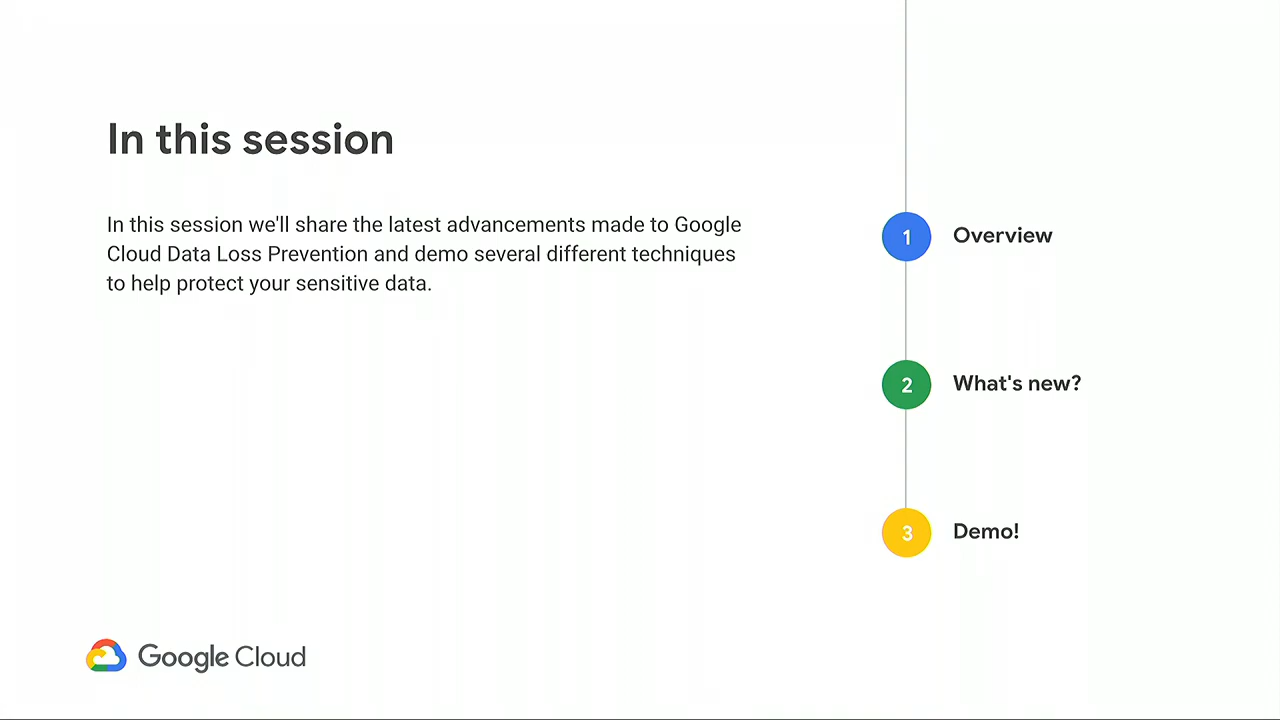 In this session
In this session we'll share the latest advancements made to Google
Cloud Data Loss Prevention and demo several different techniques
to help protect your sensitive data.
1 Overview
2 What's new?
3 Demo!
Google Cloud